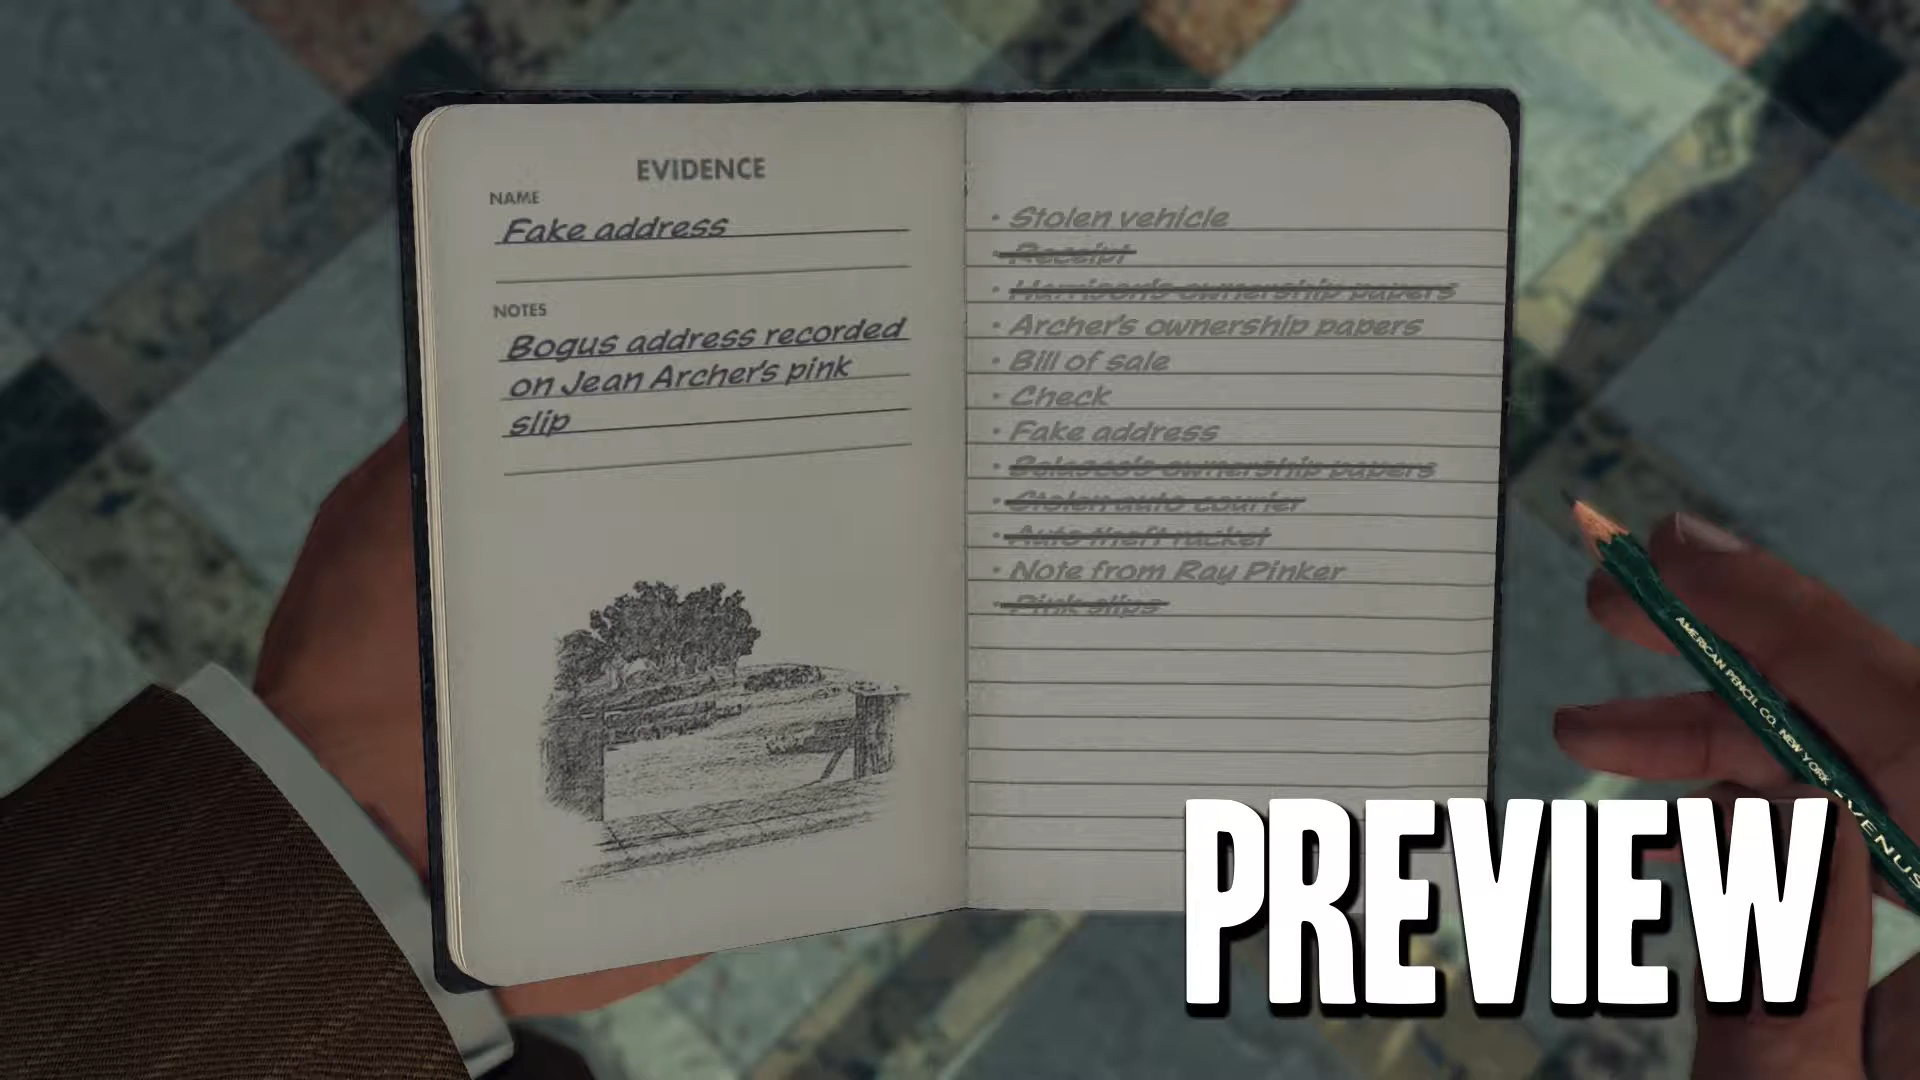 EVIDENCE
NAME
Fake address
NOTES
Bogus address recorded
on Jean Archer's pink
slip
• Stolen vehicle
• Receipt
• Harrison's ownership papers
• Archer's ownership papers
• Bill of sale
• Check
• Fake address
• ownership papers
• Stolen auto courier
• Auto theft racket
• Note from Ray Pinker
• Pink slips
AMERICAN PENCIL CO. NEW YORK VENUS
PREVIEW